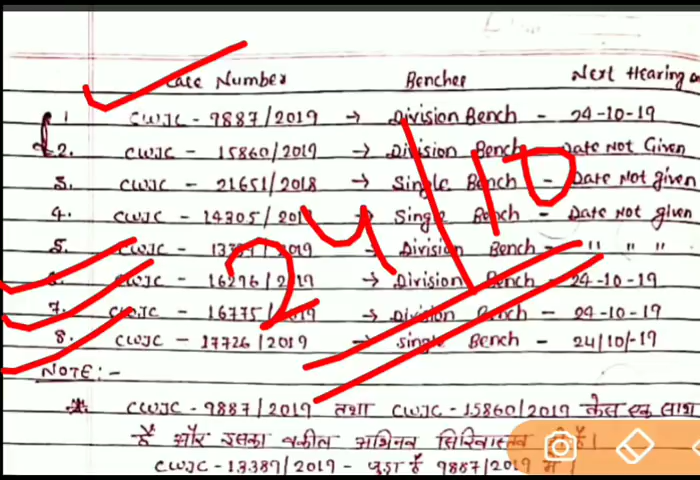 Case Number Benches Next Hearing on
1. CWJC - 9887/2019 → Division Bench - 24-10-19
2. CWJC - 15860/2019 → Division Bench - Date Not Given
3. CWJC - 21651/2018 → Single Bench - Date Not given
4. CWJC - 14305/201 → Single Bench - Date Not given
5. CWJC - /2019 → Division Bench - " " "
6. CWJC - 16296/2019 → Division Bench - 24-10-19
7. CWJC - 16775/2019 → Division Bench - 24-10-19
8. CWJC - 17726/2019 → Single Bench - 24/10/-19
24/10
NOTE:-
CWJC - 9887/2019 तथा CWJC - 15860/2019 केस एक साथ
है और इसका वकील अभिनव
CWJC - 13389/2019 - जुड़ा है 9887/2019 में |